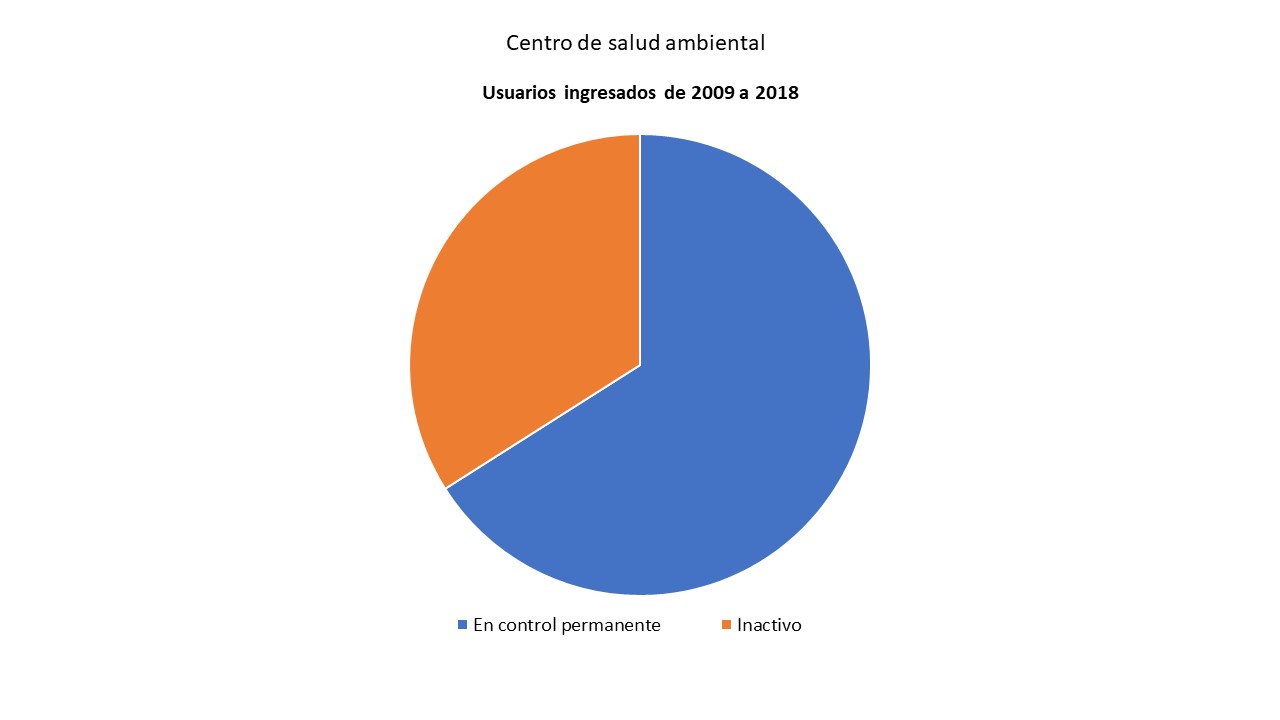 Centro de salud ambiental
Usuarios ingresados de 2009 a 2018
En control permanente
Inactivo